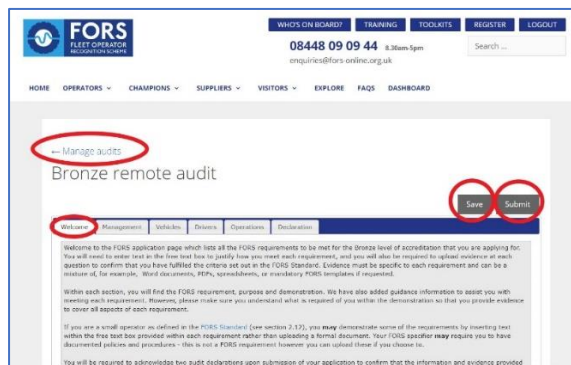 WHO'S ON BOARD? TRAINING TOOLKITS REGISTER LOGOUT
FORS
FLEET OPERATOR
RECOGNITION SCHEME
08448 09 09 44 8.30am-5pm
Search ...
enquiries@fors-online.org.uk
HOME OPERATORS CHAMPIONS SUPPLIERS VISITORS EXPLORE FAQS DASHBOARD
← Manage audits
Bronze remote audit
Save Submit
Welcome Management Vehicles Drivers Operations Declaration
Welcome to the FORS application page which lists all the FORS requirements to be met for the Bronze level of accreditation that you are applying for.
You will need to enter text in the free text box to justify how you meet each requirement, and you will also be required to upload evidence at each
question to confirm that you have fulfilled the criteria set out in the FORS Standard. Evidence must be specific to each requirement and can be a
mixture of, for example, Word documents, PDFs, spreadsheets, or mandatory FORS templates if requested.
Within each section, you will find the FORS requirement, purpose and demonstration. We have also added guidance information to assist you with
meeting each requirement. However, please make sure you understand what is required of you within the demonstration so that you provide evidence
to cover all aspects of each requirement.
If you are a small operator as defined in the FORS Standard (see section 2.12), you may demonstrate some of the requirements by inserting text
within the free text box provided within each requirement rather than uploading a formal document. Your FORS specifier may require you to have
documented policies and procedures - this is not a FORS requirement however you can upload these if you choose to.
You will be required to acknowledge two audit declarations upon submission of your application to confirm that the information and evidence provided